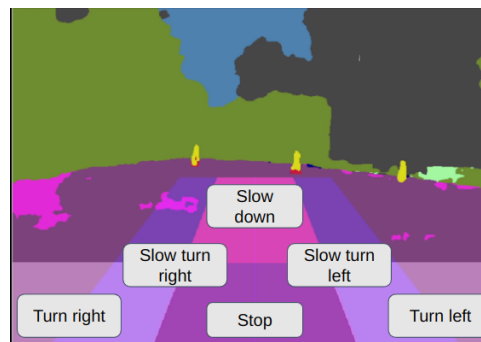 Slow
down
Slow turn
right
Slow turn
left
Turn right
Stop
Turn left